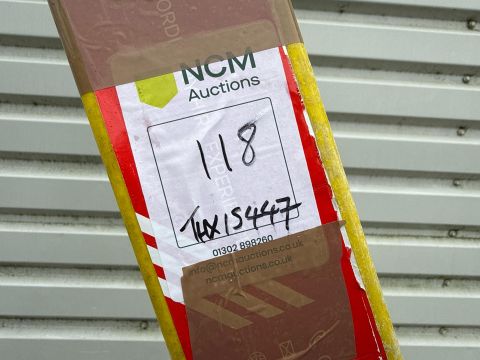 NCM
Auctions
118
THX15447
01302 898260
info@ncmauctions.co.uk
ncmauctions.co.uk